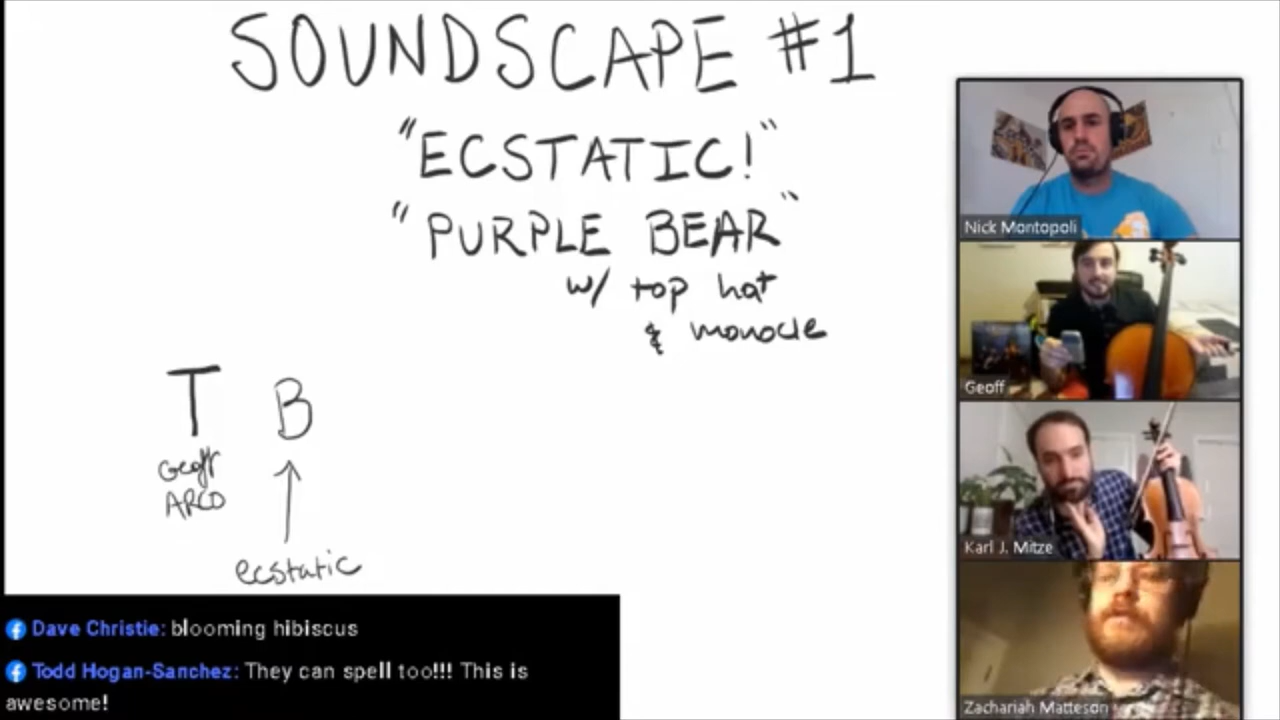 SOUNDSCAPE #1
"ECSTATIC!"
"PURPLE BEAR"
w/ top hat
& monocle
T B
Geoff
ARCO
ecstatic
Dave Christie: blooming hibiscus
Todd Hogan-Sanchez: They can spell too!!! This is
awesome!
Nick Montopoli
Geoff
Karl J. Mitze
Zachariah Matteson